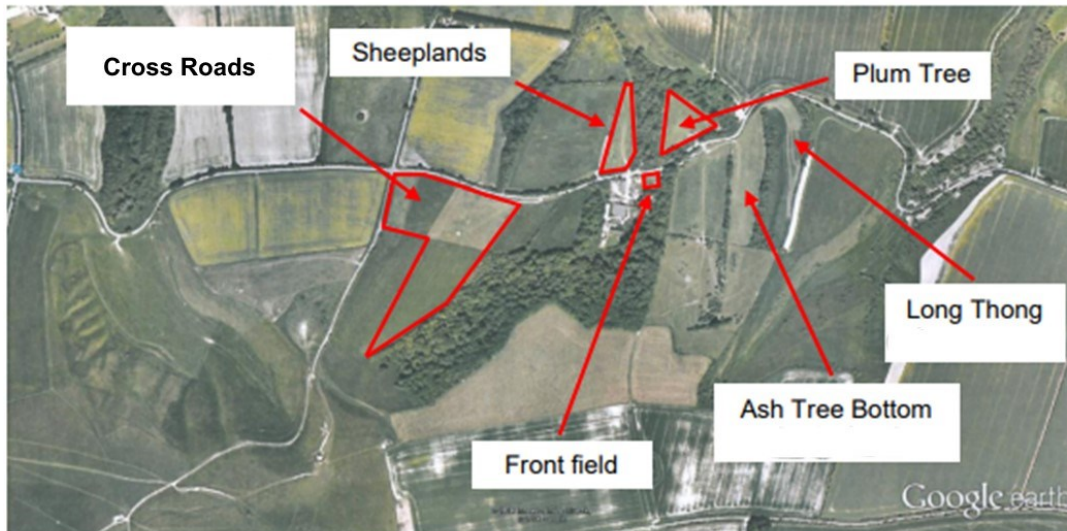 Sheeplands
Plum Tree
Cross Roads
Long Thong
Ash Tree Bottom
Front field
Google earth